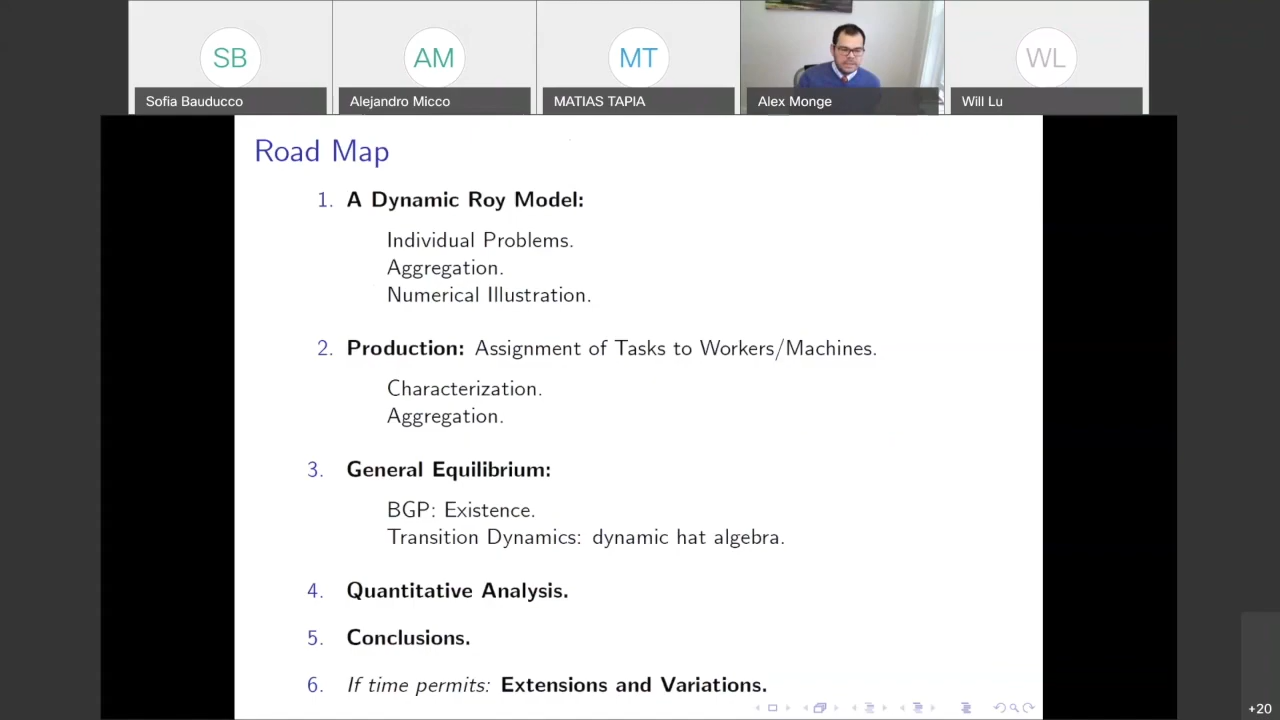 SB
AM
MT
WL
Sofia Bauducco
Alejandro Micco
MATIAS TAPIA
Alex Monge
Will Lu
Road Map
1. A Dynamic Roy Model:
Individual Problems.
Aggregation.
Numerical Illustration.
2. Production: Assignment of Tasks to Workers/Machines.
Characterization.
Aggregation.
3. General Equilibrium:
BGP: Existence.
Transition Dynamics: dynamic hat algebra.
4. Quantitative Analysis.
5. Conclusions.
6. If time permits: Extensions and Variations.
+20